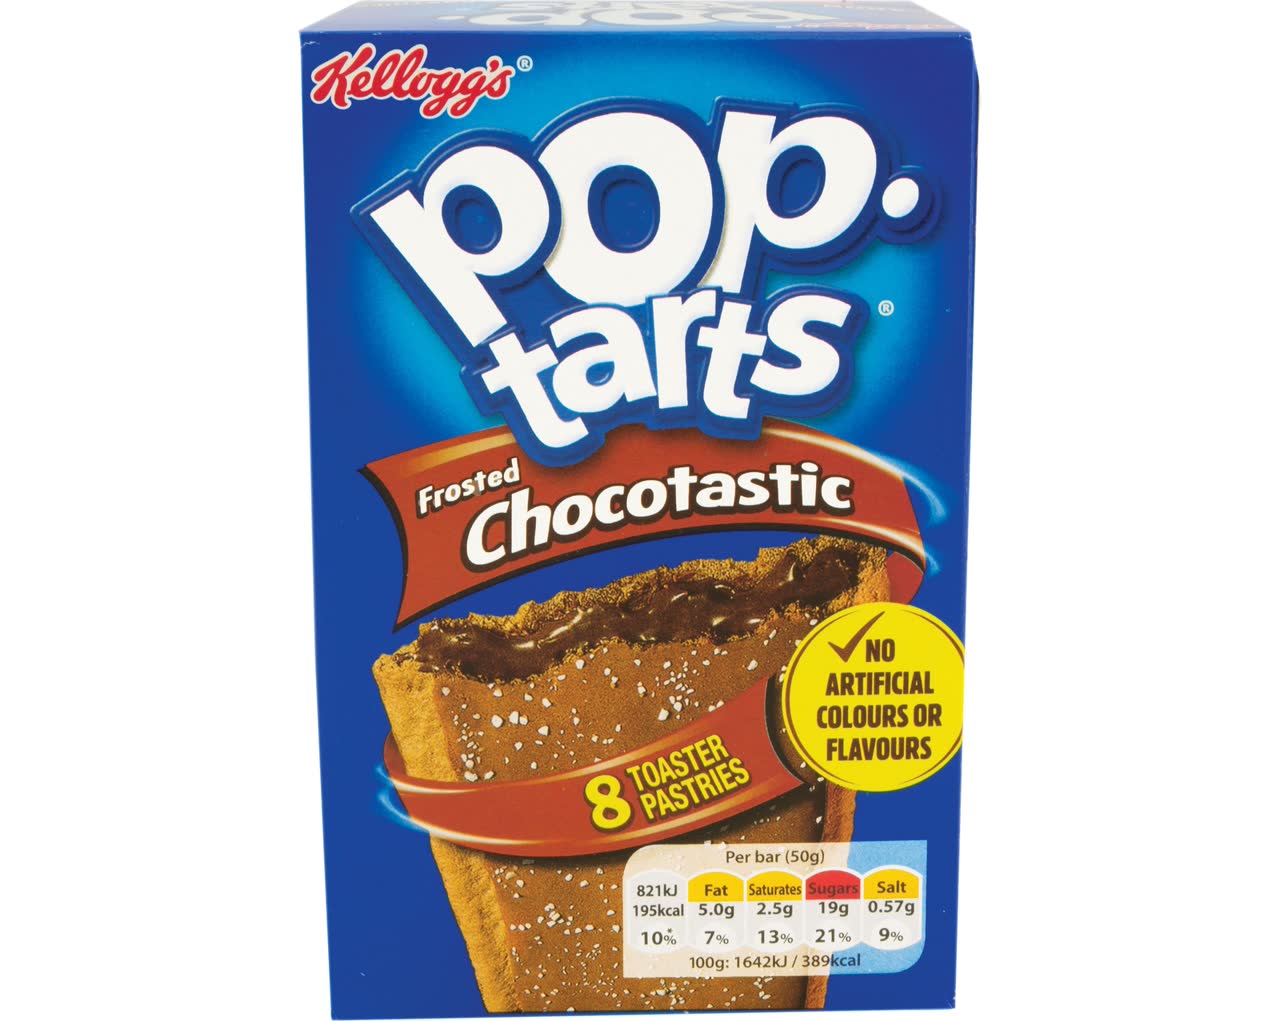 Kellogg's®
pop.
tarts®
Frosted
Chocotastic
NO
ARTIFICIAL
COLOURS OR
FLAVOURS
8 TOASTER
PASTRIES
Per bar (50g)
821kJ Fat Saturates Sugars Salt
195kcal 5.0g 2.5g 19g 0.57g
10%* 7% 13% 21% 9%
100g: 1642kJ / 389kcal